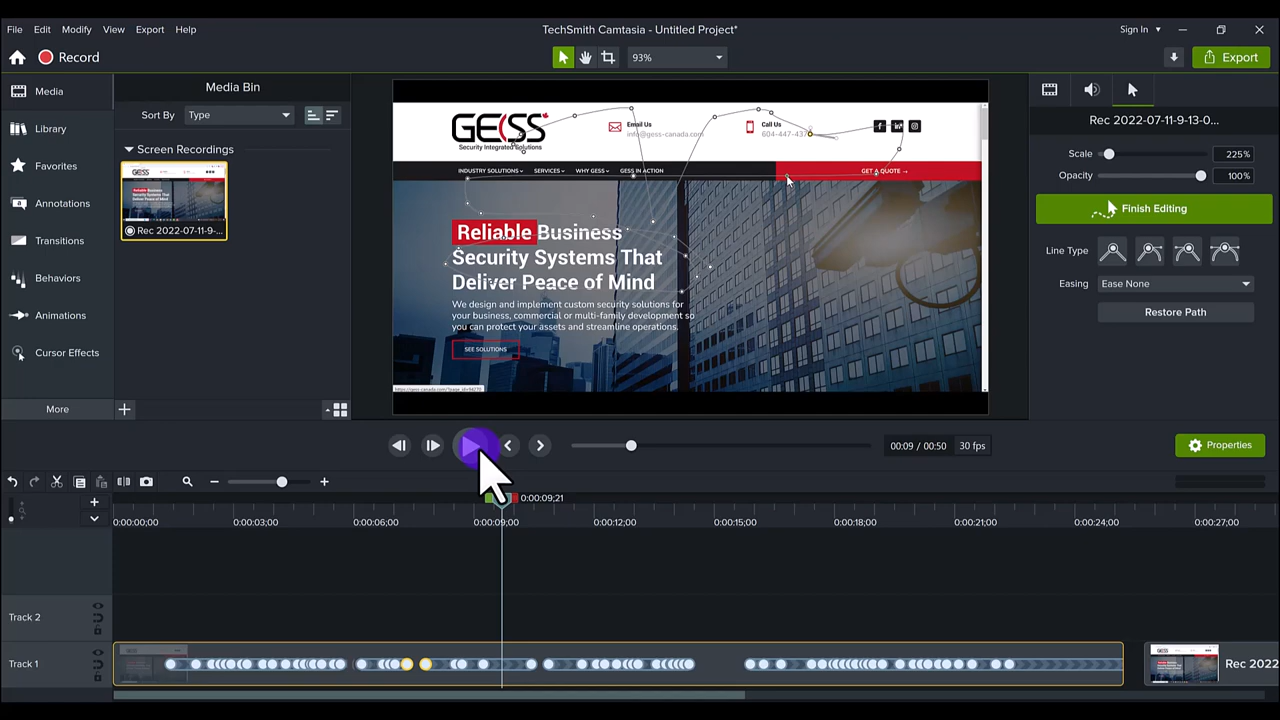 File Edit Modify View Export Help
TechSmith Camtasia - Untitled Project*
Sign In
Record
93%
Export
Media
Library
Favorites
Annotations
Transitions
Behaviors
Animations
Cursor Effects
More
Media Bin
Sort By Type
Screen Recordings
Rec 2022-07-11-9-...
GESS
Security Integrated Solutions
Email Us
info@gess-canada.com
Call Us
INDUSTRY SOLUTIONS SERVICES WHY GESS GESS IN ACTION
GET A QUOTE →
Reliable Business
Security Systems That
Deliver Peace of Mind
We design and implement custom security solutions for
your business, commercial or multi-family development so
you can protect your assets and streamline operations.
SEE SOLUTIONS
Rec 2022-07-11-9-13-0...
Scale 225%
Opacity 100%
Finish Editing
Line Type
Easing Ease None
Restore Path
00:09 / 00:50 30 fps
Properties
0:00:09;21
0:00:00;00 0:00:03;00 0:00:06;00 0:00:09;00 0:00:12;00 0:00:15;00 0:00:18;00 0:00:21;00 0:00:24;00 0:00:27;00
Track 2
Track 1
Rec 2022